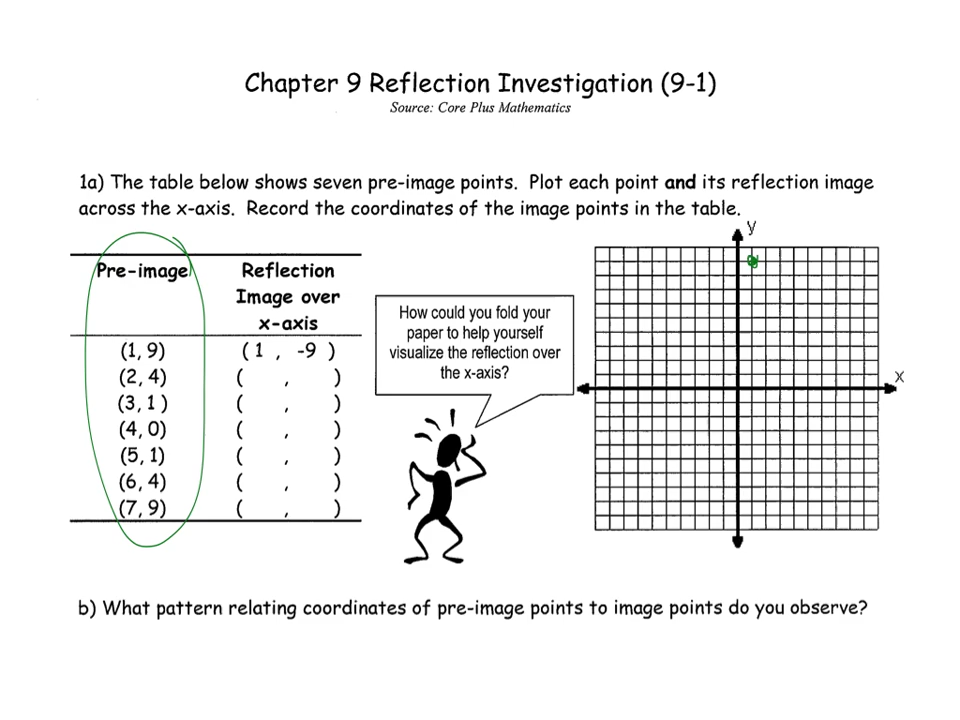 Chapter 9 Reflection Investigation (9-1)
Source: Core Plus Mathematics
1a) The table below shows seven pre-image points. Plot each point and its reflection image
across the x-axis. Record the coordinates of the image points in the table.
Pre-image
Reflection
Image over
x-axis
(1, 9) ( 1 , -9 )
(2, 4) ( , )
(3, 1 ) ( , )
(4, 0) ( , )
(5, 1) ( , )
(6, 4) ( , )
(7, 9) ( , )
How could you fold your
paper to help yourself
visualize the reflection over
the x-axis?
y
x
b) What pattern relating coordinates of pre-image points to image points do you observe?